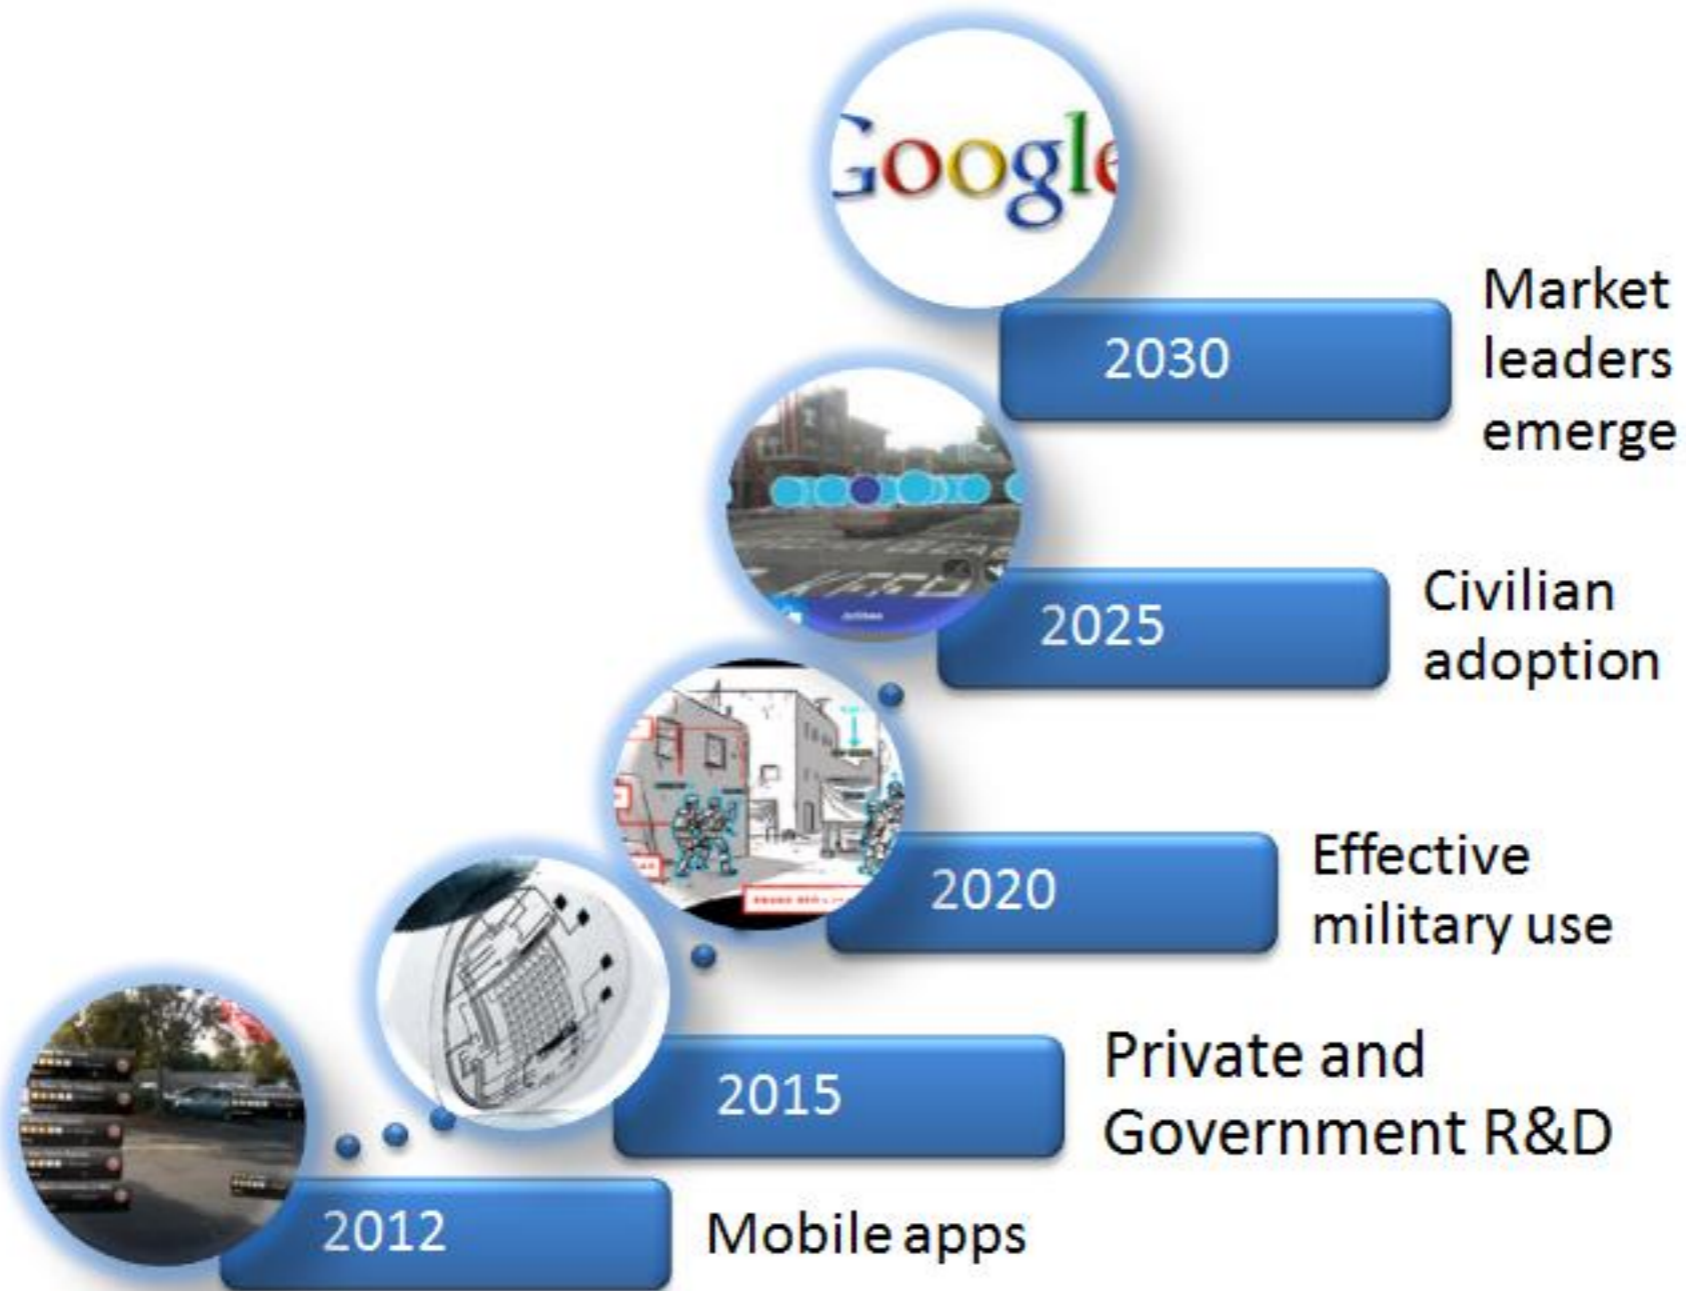 Google
2030
Market
leaders
emerge
2025
Civilian
adoption
2020
Effective
military use
2015
Private and
Government R&D
2012
Mobile apps